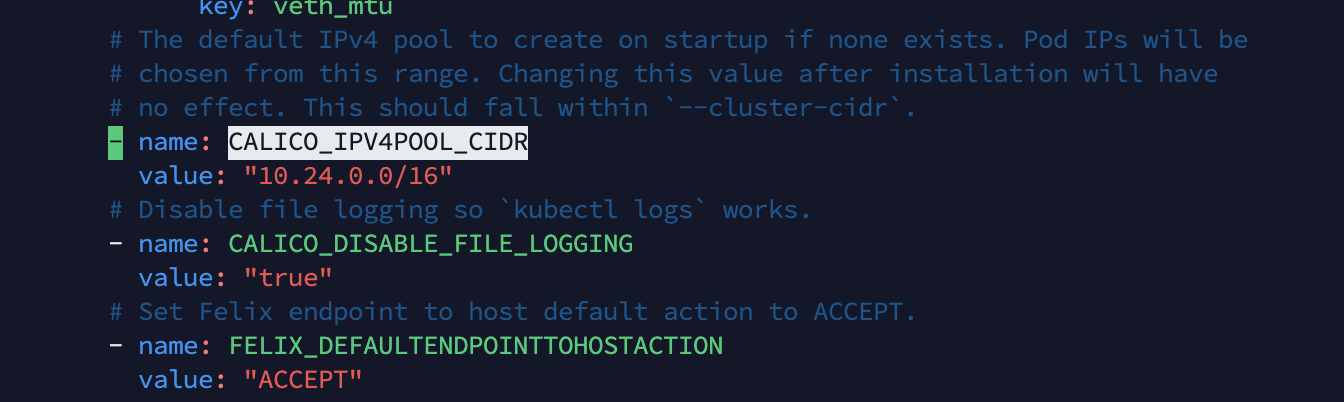 key: veth_mtu
# The default IPv4 pool to create on startup if none exists. Pod IPs will be
# chosen from this range. Changing this value after installation will have
# no effect. This should fall within `--cluster-cidr`.
- name: CALICO_IPV4POOL_CIDR
value: "10.24.0.0/16"
# Disable file logging so `kubectl logs` works.
- name: CALICO_DISABLE_FILE_LOGGING
value: "true"
# Set Felix endpoint to host default action to ACCEPT.
- name: FELIX_DEFAULTENDPOINTTOHOSTACTION
value: "ACCEPT"